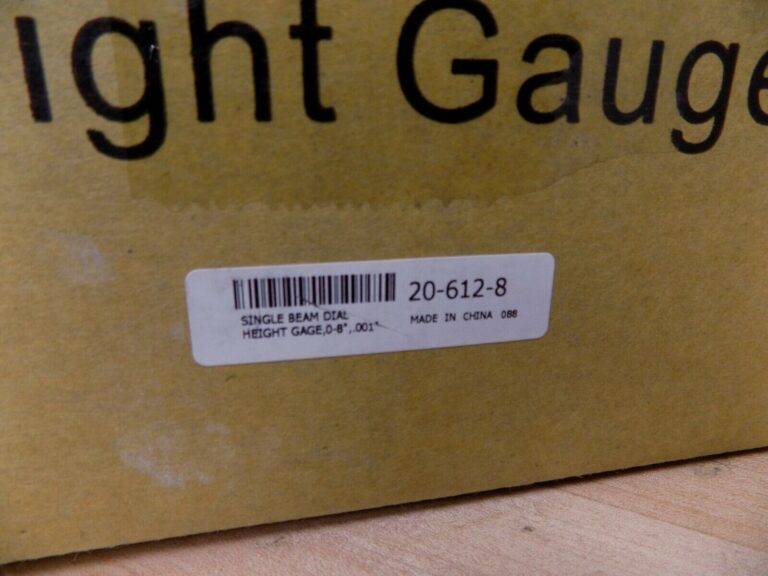 ight Gauge
20-612-8
SINGLE BEAM DIAL
HEIGHT GAGE,0-8",.001"
MADE IN CHINA 088